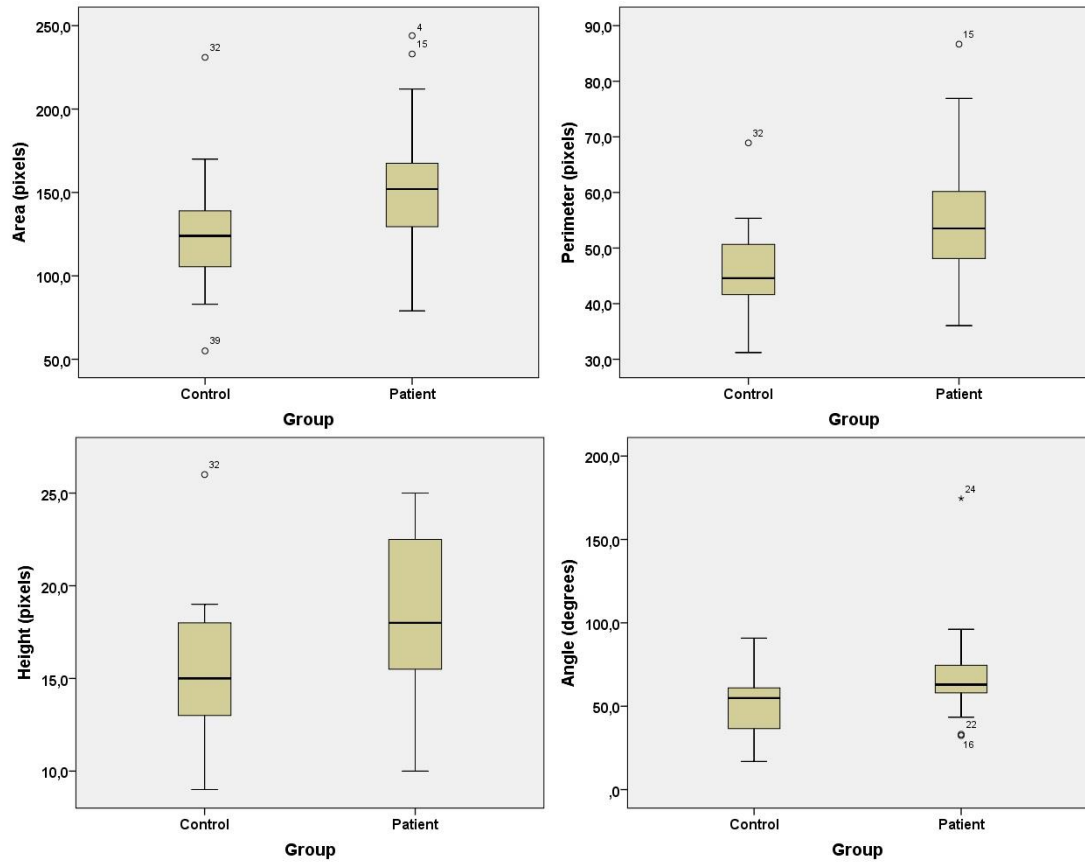 Area (pixels)
250,0
200,0
150,0
100,0
50,0
32
39
4
15
Control
Patient
Group
Perimeter (pixels)
90,0
80,0
70,0
60,0
50,0
40,0
30,0
32
15
Control
Patient
Group
Height (pixels)
25,0
20,0
15,0
10,0
32
Control
Patient
Group
Angle (degrees)
200,0
150,0
100,0
50,0
,0
24
22
16
Control
Patient
Group